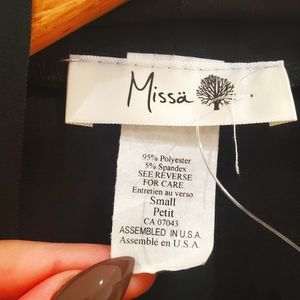 Missä
95% Polyester
5% Spandex
SEE REVERSE
FOR CARE
Entretien au verso
Small
Petit
CA 07043
ASSEMBLED IN U.S.A.
Assemblé en U.S.A.